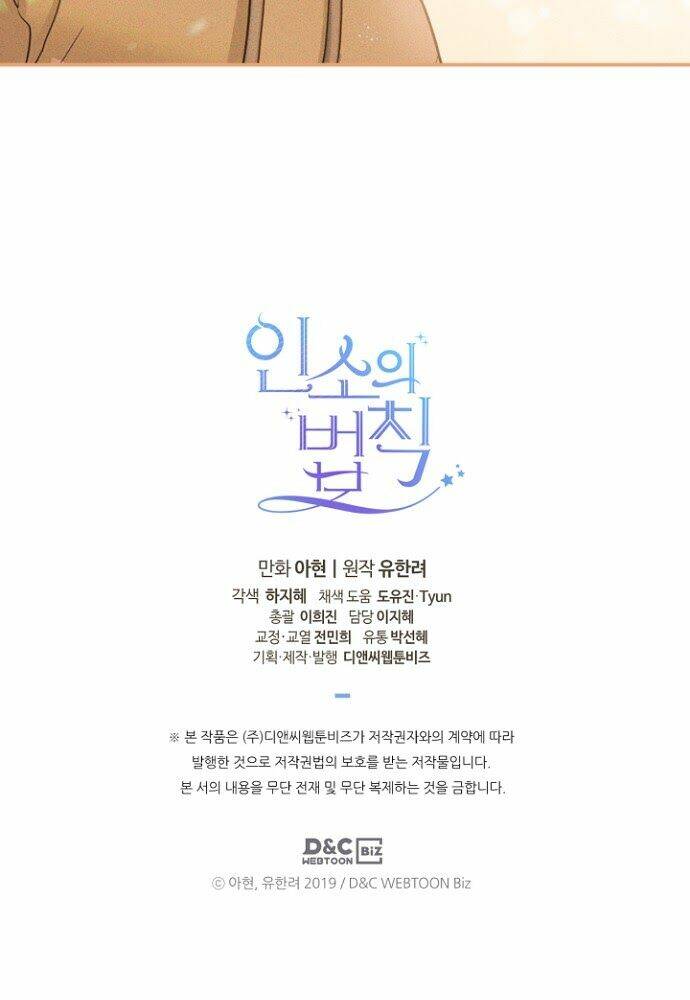 인소의
법칙
만화 아현 | 원작 유한려
각색 하지혜 채색 도움 도유진·Tyun
총괄 이희진 담당 이지혜
교정·교열 전민희 유통 박선혜
기획·제작·발행 디앤씨웹툰비즈
※ 본 작품은 (주)디앤씨웹툰비즈가 저작권자와의 계약에 따라
발행한 것으로 저작권법의 보호를 받는 저작물입니다.
본 서의 내용을 무단 전재 및 무단 복제하는 것을 금합니다.
D&C
WEBTOON Biz
© 아현, 유한려 2019 / D&C WEBTOON Biz